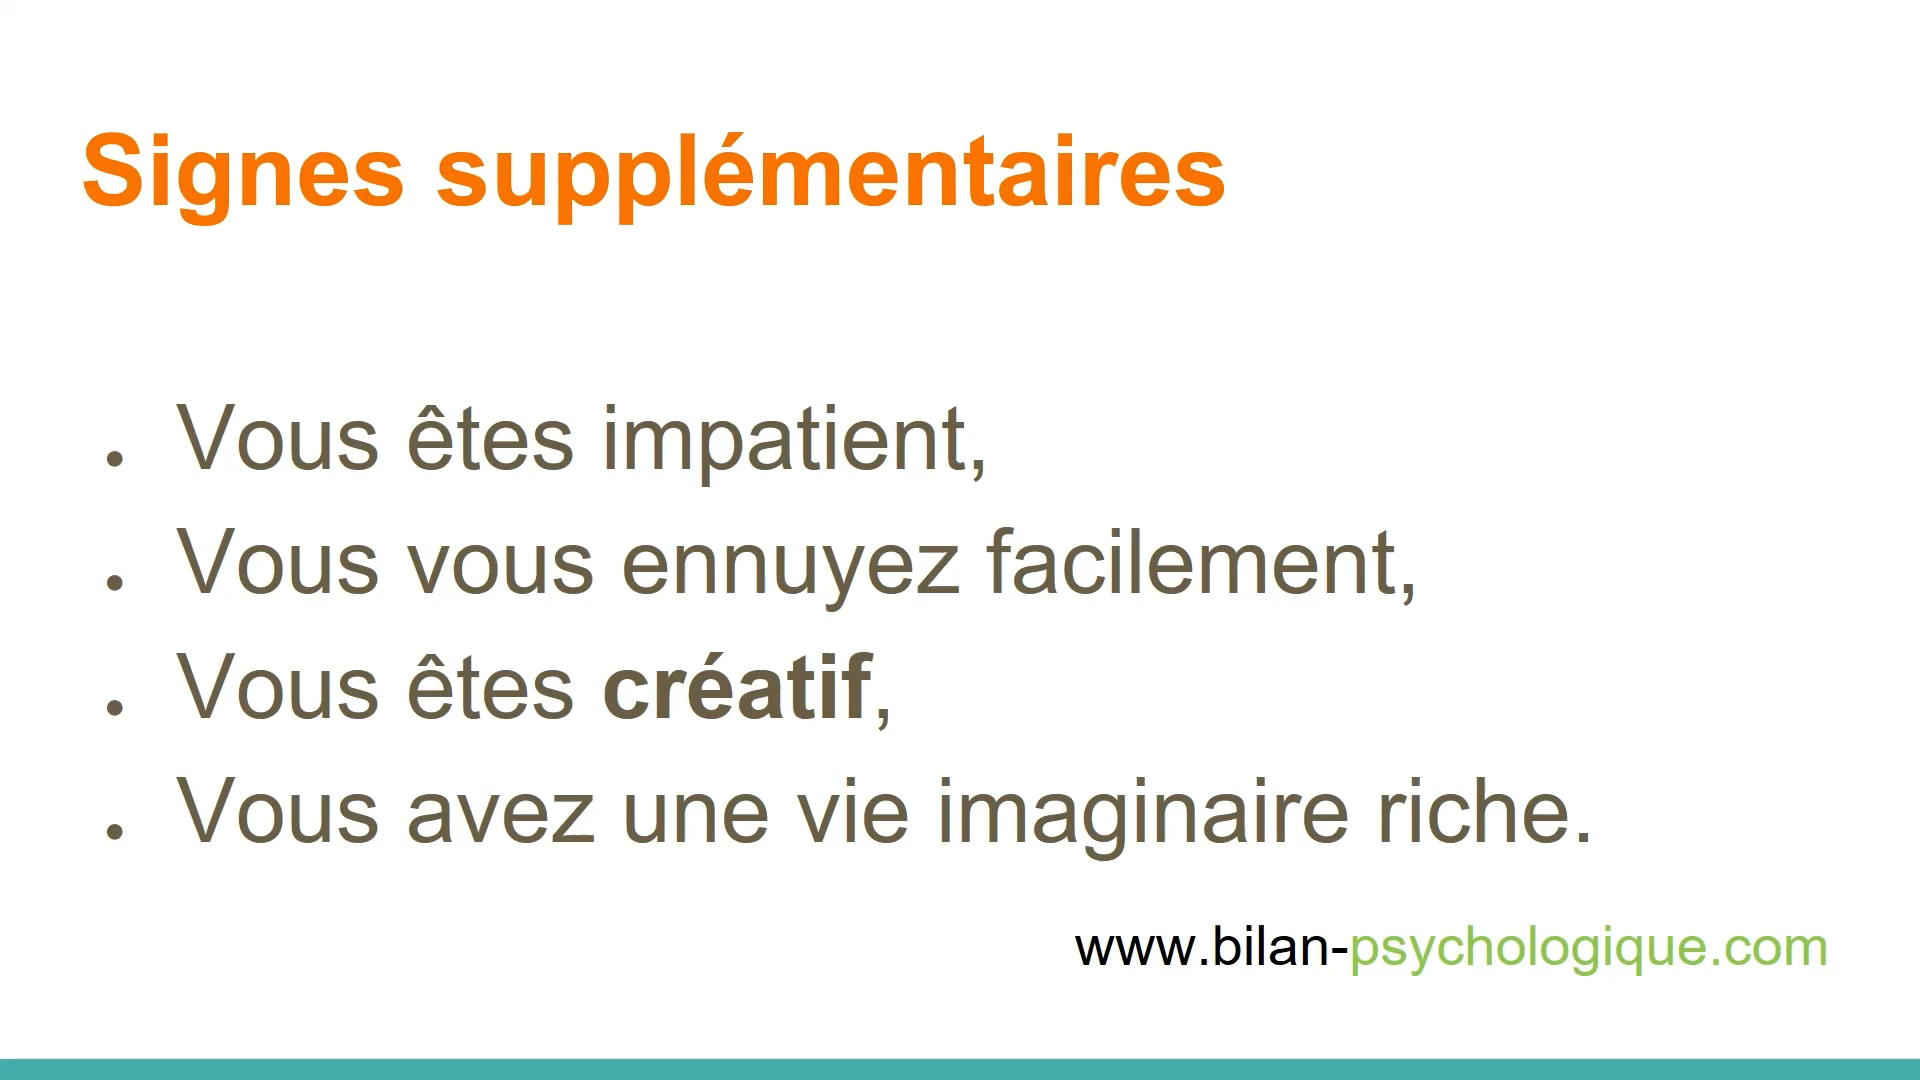 Signes supplémentaires
• Vous êtes impatient,
• Vous vous ennuyez facilement,
• Vous êtes créatif,
• Vous avez une vie imaginaire riche.
www.bilan-psychologique.com